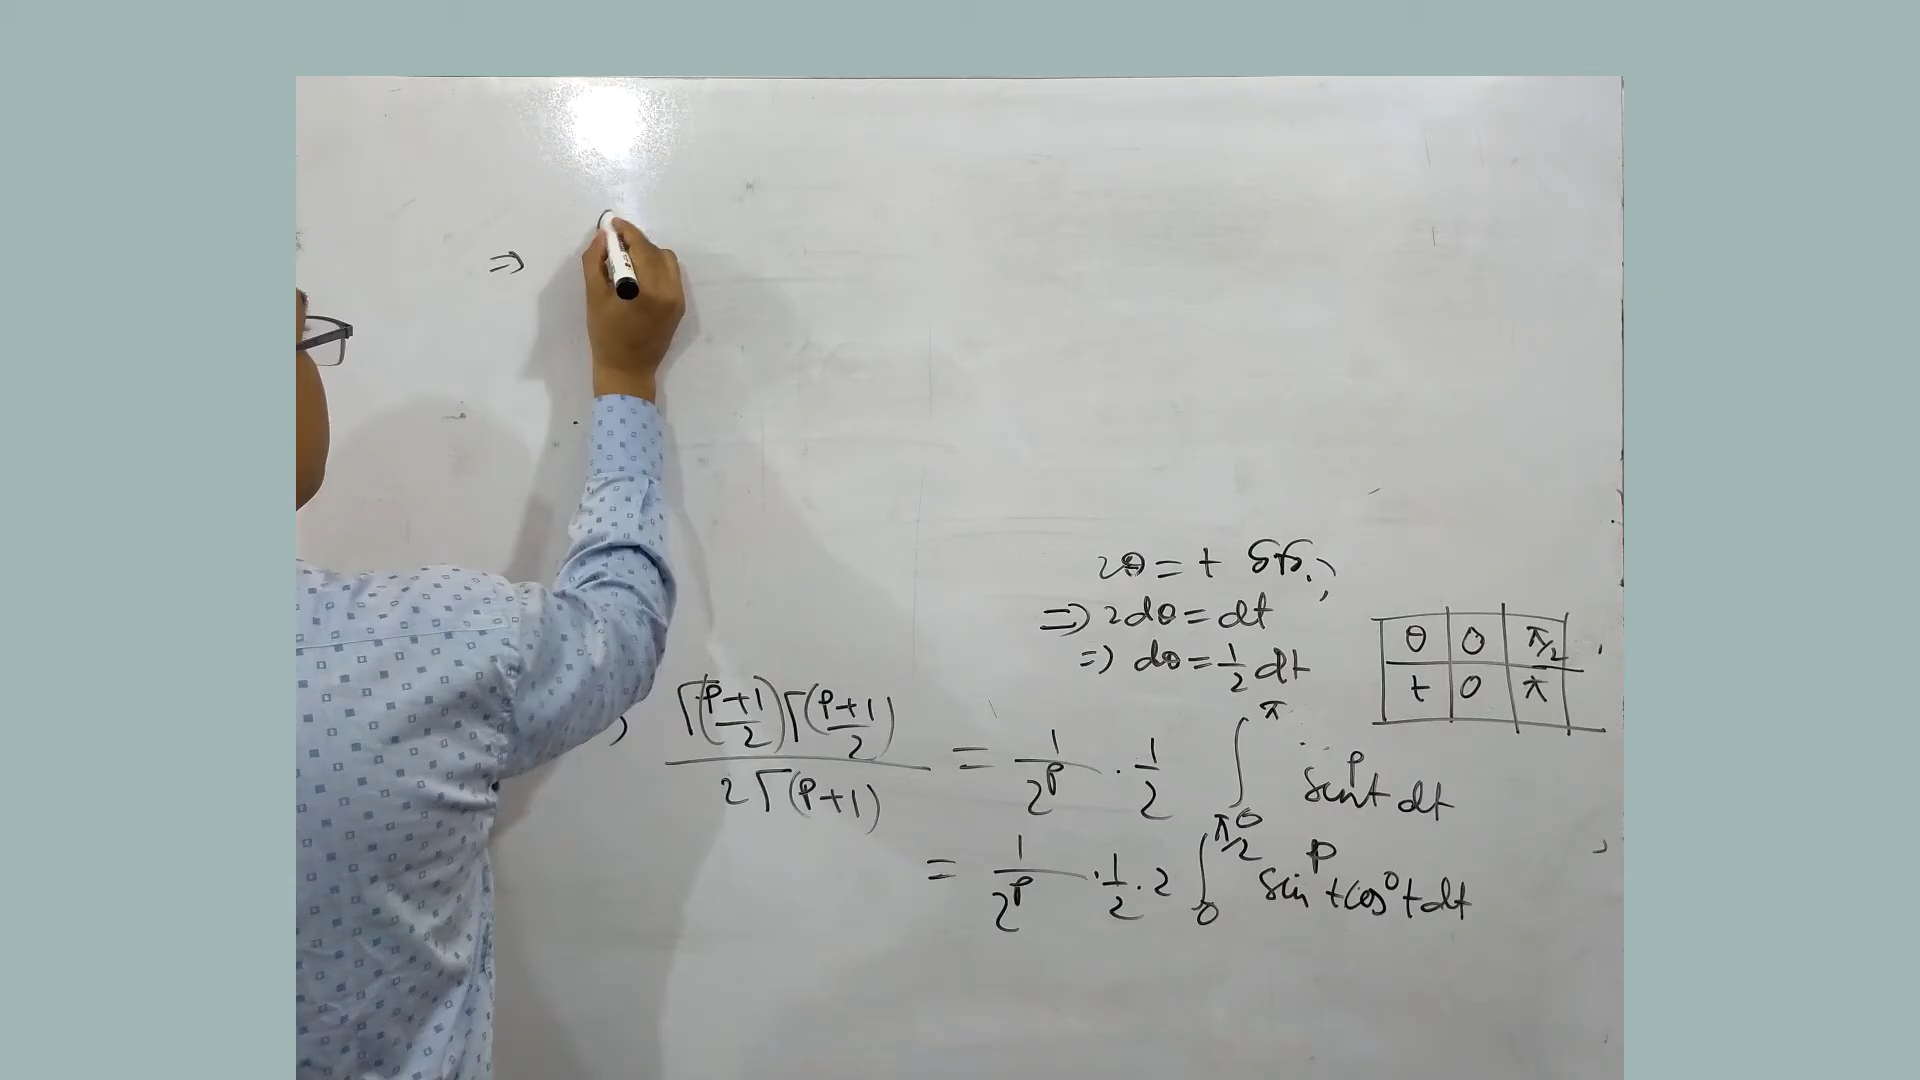 ⇒
2θ = t ধরি,
⇒ 2dθ = dt
⇒ dθ = 1/2 dt
θ | 0 | π/2
t | 0 | π
Γ((p+1)/2) Γ((p+1)/2) / 2Γ(p+1) = 1/2^p · 1/2 ∫_0^π sin^p t dt
= 1/2^p · 1/2 · 2 ∫_0^{π/2} sin^p t cos^0 t dt